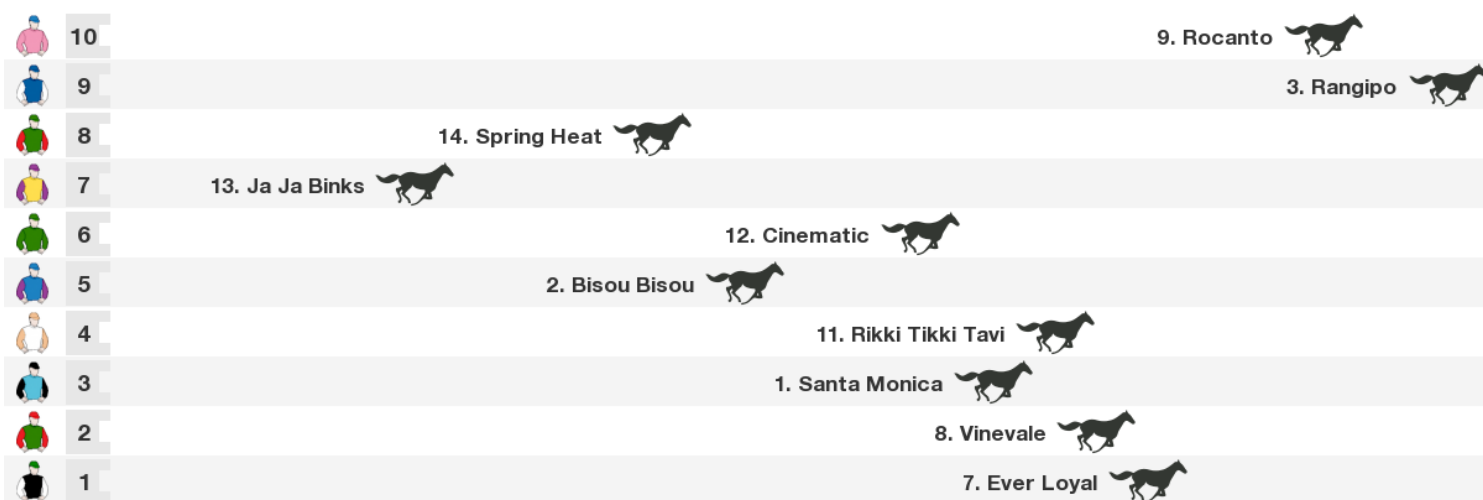 10 9. Rocanto
9 3. Rangipo
8 14. Spring Heat
7 13. Ja Ja Binks
6 12. Cinematic
5 2. Bisou Bisou
4 11. Rikki Tikki Tavi
3 1. Santa Monica
2 8. Vinevale
1 7. Ever Loyal